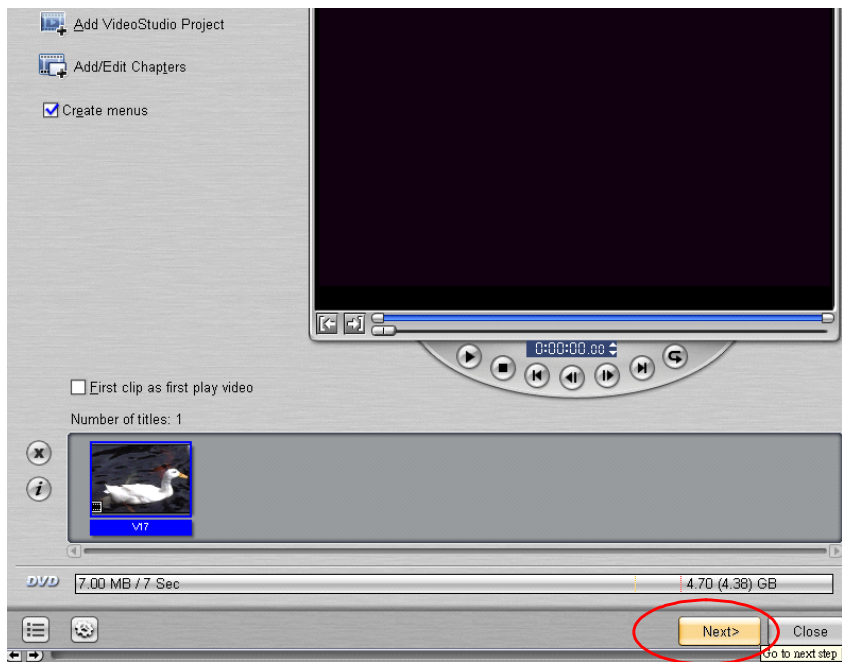 Add VideoStudio Project
Add/Edit Chapters
Create menus
0:00:00.00
First clip as first play video
Number of titles: 1
V17
DVD
7.00 MB / 7 Sec
4.70 (4.38) GB
Next>
Close
Go to next step